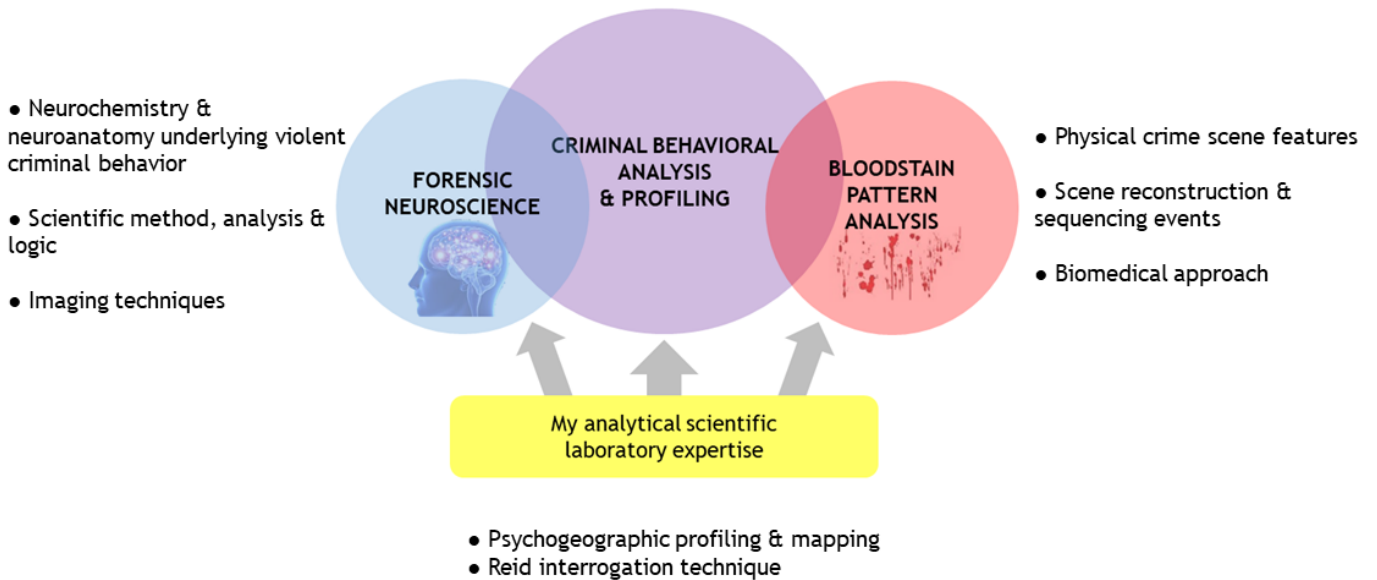 ● Neurochemistry &
neuroanatomy underlying violent
criminal behavior
● Scientific method, analysis &
logic
● Imaging techniques
FORENSIC
NEUROSCIENCE
CRIMINAL BEHAVIORAL
ANALYSIS
& PROFILING
BLOODSTAIN
PATTERN
ANALYSIS
● Physical crime scene features
● Scene reconstruction &
sequencing events
● Biomedical approach
My analytical scientific
laboratory expertise
● Psychogeographic profiling & mapping
● Reid interrogation technique